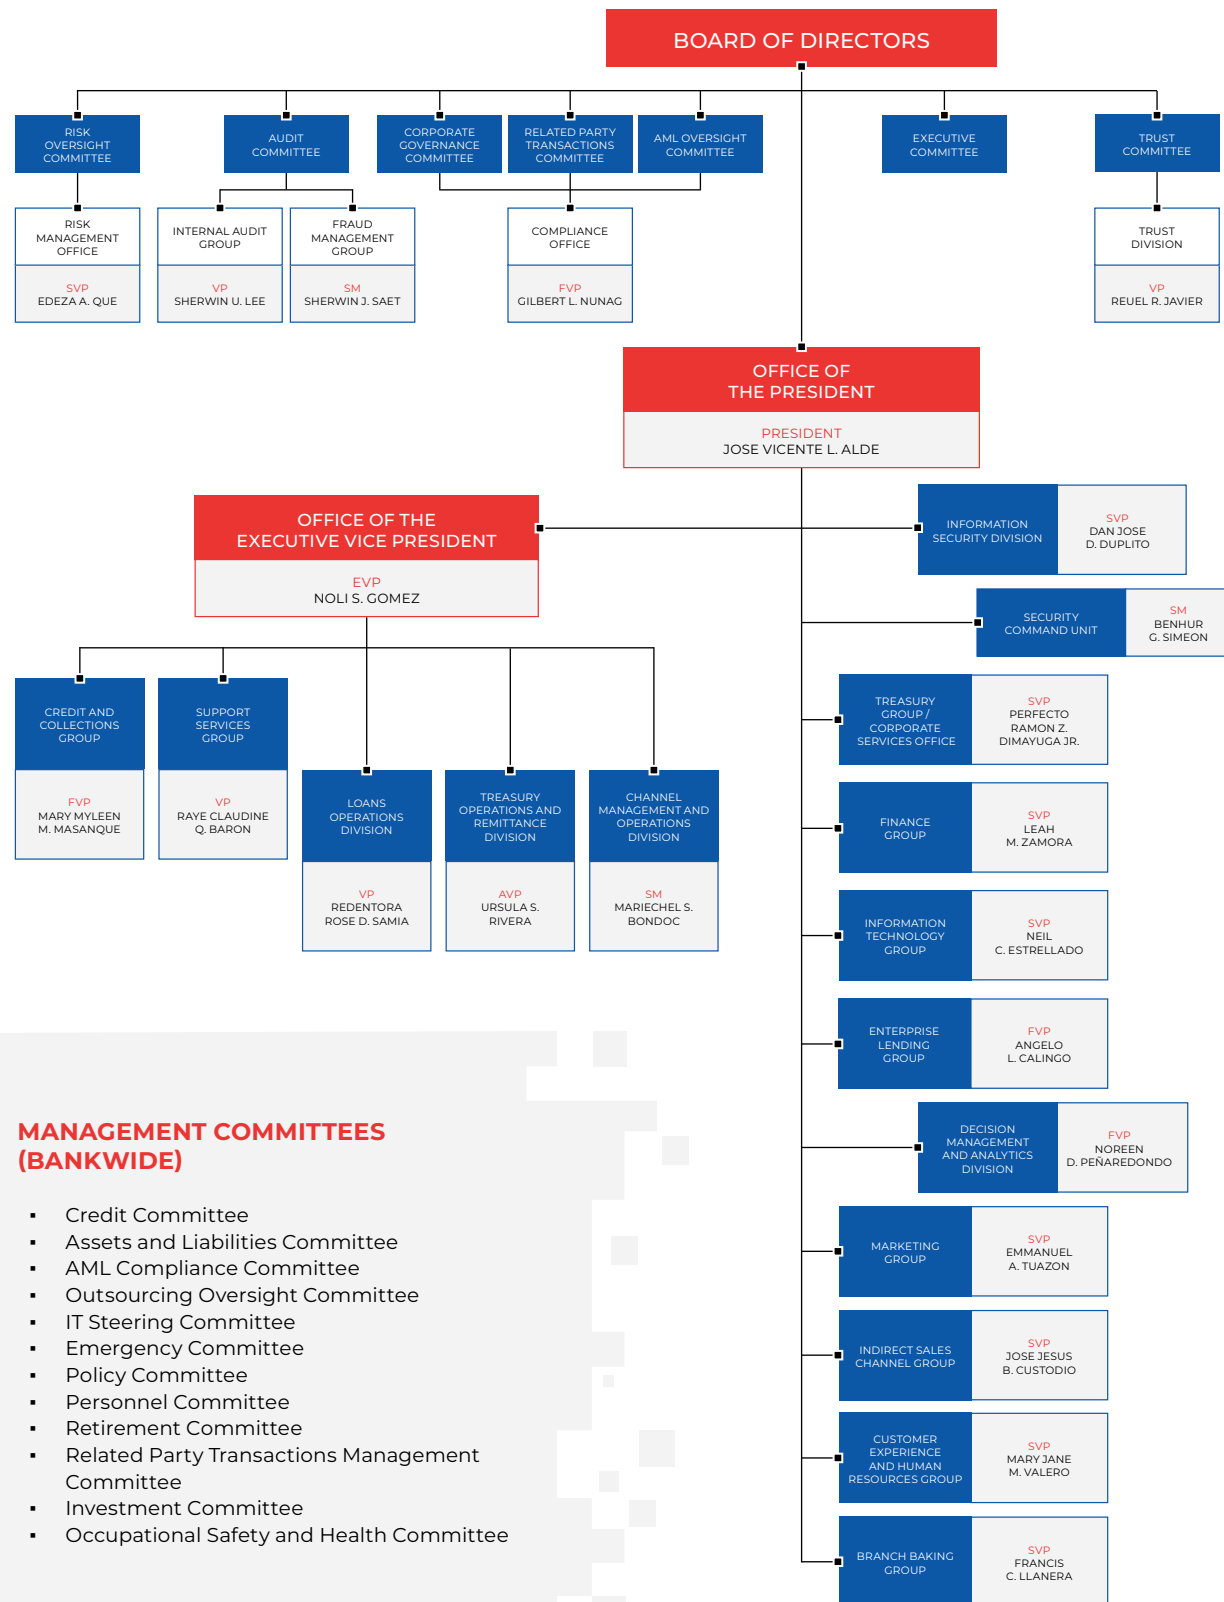 BOARD OF DIRECTORS
RISK
OVERSIGHT
COMMITTEE
AUDIT
COMMITTEE
CORPORATE
GOVERNANCE
COMMITTEE
RELATED PARTY
TRANSACTIONS
COMMITTEE
AML OVERSIGHT
COMMITTEE
EXECUTIVE
COMMITTEE
TRUST
COMMITTEE
RISK
MANAGEMENT
OFFICE
SVP
EDEZA A. QUE
INTERNAL AUDIT
GROUP
VP
SHERWIN U. LEE
FRAUD
MANAGEMENT
GROUP
SM
SHERWIN J. SAET
COMPLIANCE
OFFICE
FVP
GILBERT L. NUNAG
TRUST
DIVISION
VP
REUEL R. JAVIER
OFFICE OF
THE PRESIDENT
PRESIDENT
JOSE VICENTE L. ALDE
OFFICE OF THE
EXECUTIVE VICE PRESIDENT
EVP
NOLI S. GOMEZ
CREDIT AND
COLLECTIONS
GROUP
FVP
MARY MYLEEN
M. MASANQUE
SUPPORT
SERVICES
GROUP
VP
RAYE CLAUDINE
Q. BARON
LOANS
OPERATIONS
DIVISION
VP
REDENTORA
ROSE D. SAMIA
TREASURY
OPERATIONS AND
REMITTANCE
DIVISION
AVP
URSULA S.
RIVERA
CHANNEL
MANAGEMENT AND
OPERATIONS
DIVISION
SM
MARIECHEL S.
BONDOC
INFORMATION
SECURITY DIVISION
SVP
DAN JOSE
D. DUPLITO
SECURITY
COMMAND UNIT
SM
BENHUR
G. SIMEON
TREASURY
GROUP /
CORPORATE
SERVICES OFFICE
SVP
PERFECTO
RAMON Z.
DIMAYUGA JR.
FINANCE
GROUP
SVP
LEAH
M. ZAMORA
INFORMATION
TECHNOLOGY
GROUP
SVP
NEIL
C. ESTRELLADO
ENTERPRISE
LENDING
GROUP
FVP
ANGELO
L. CALINGO
DECISION
MANAGEMENT
AND ANALYTICS
DIVISION
FVP
NOREEN
D. PEÑAREDONDO
MARKETING
GROUP
SVP
EMMANUEL
A. TUAZON
INDIRECT SALES
CHANNEL GROUP
SVP
JOSE JESUS
B. CUSTODIO
CUSTOMER
EXPERIENCE
AND HUMAN
RESOURCES GROUP
SVP
MARY JANE
M. VALERO
BRANCH BAKING
GROUP
SVP
FRANCIS
C. LLANERA
MANAGEMENT COMMITTEES
(BANKWIDE)
▪ Credit Committee
▪ Assets and Liabilities Committee
▪ AML Compliance Committee
▪ Outsourcing Oversight Committee
▪ IT Steering Committee
▪ Emergency Committee
▪ Policy Committee
▪ Personnel Committee
▪ Retirement Committee
▪ Related Party Transactions Management
Committee
▪ Investment Committee
▪ Occupational Safety and Health Committee